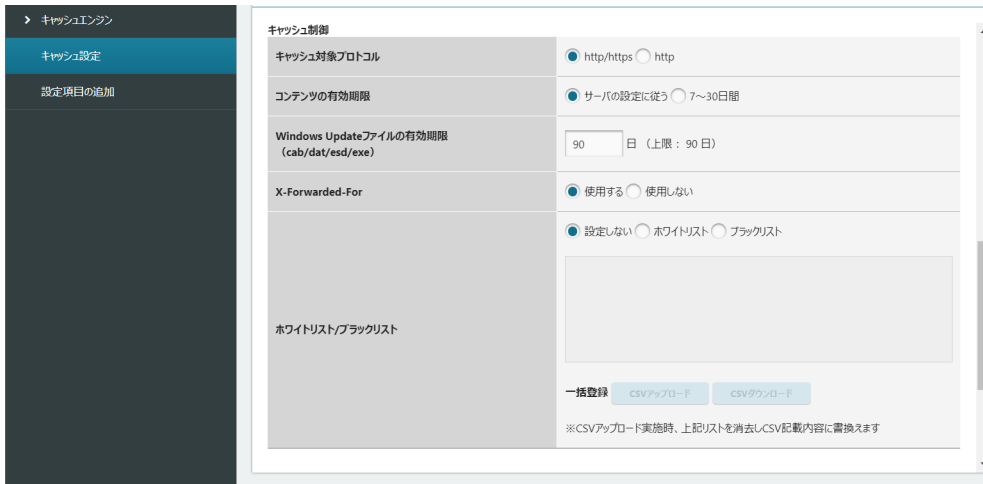 キャッシュエンジン
キャッシュ設定
設定項目の追加
キャッシュ制御
キャッシュ対象プロトコル
http/https http
コンテンツの有効期限
サーバの設定に従う 7～30日間
Windows Updateファイルの有効期限
（cab/dat/esd/exe）
90 日 （上限： 90 日）
X-Forwarded-For
使用する 使用しない
ホワイトリスト/ブラックリスト
設定しない ホワイトリスト ブラックリスト
一括登録 CSVアップロード CSVダウンロード
※CSVアップロード実施時、上記リストを消去しCSV記載内容に書換えます